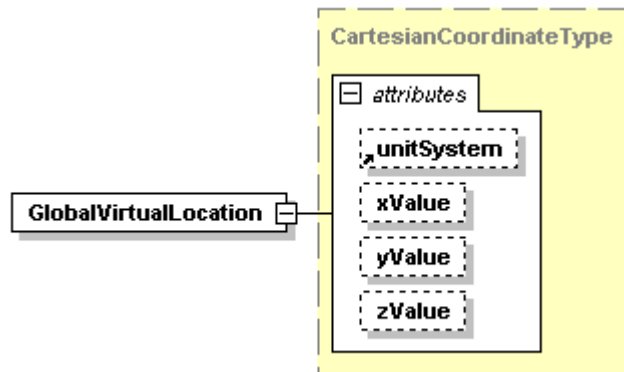 CartesianCoordinateType
attributes
unitSystem
GlobalVirtualLocation
xValue
yValue
zValue